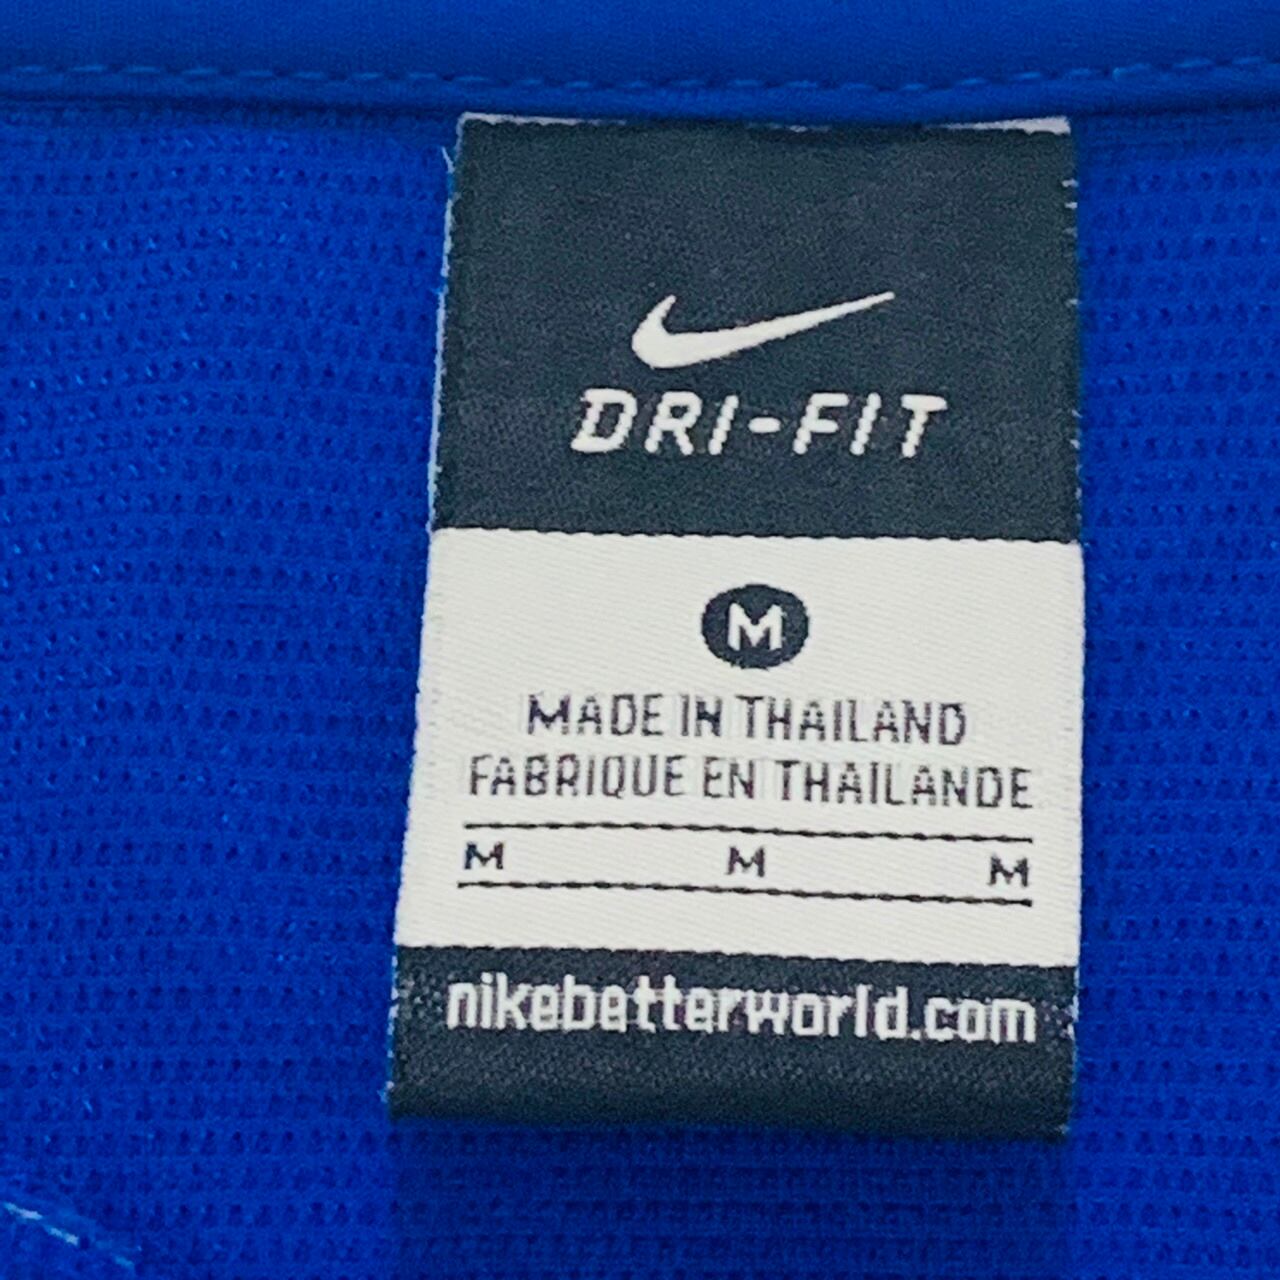 DRI-FIT
M
MADE IN THAILAND
FABRIQUE EN THAILANDE
M M M
nikebetterworld.com